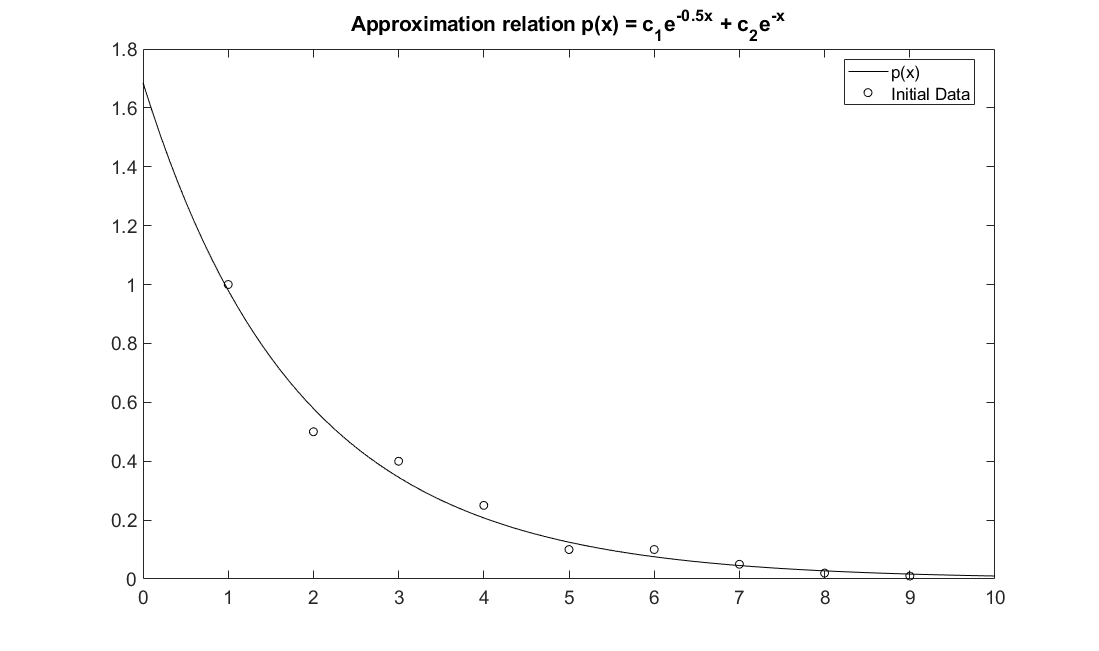 Approximation relation p(x) = c₁e⁻⁰·⁵ˣ + c₂e⁻ˣ
1.8
p(x)
Initial Data
1.6
1.4
1.2
1
0.8
0.6
0.4
0.2
0
0 1 2 3 4 5 6 7 8 9 10